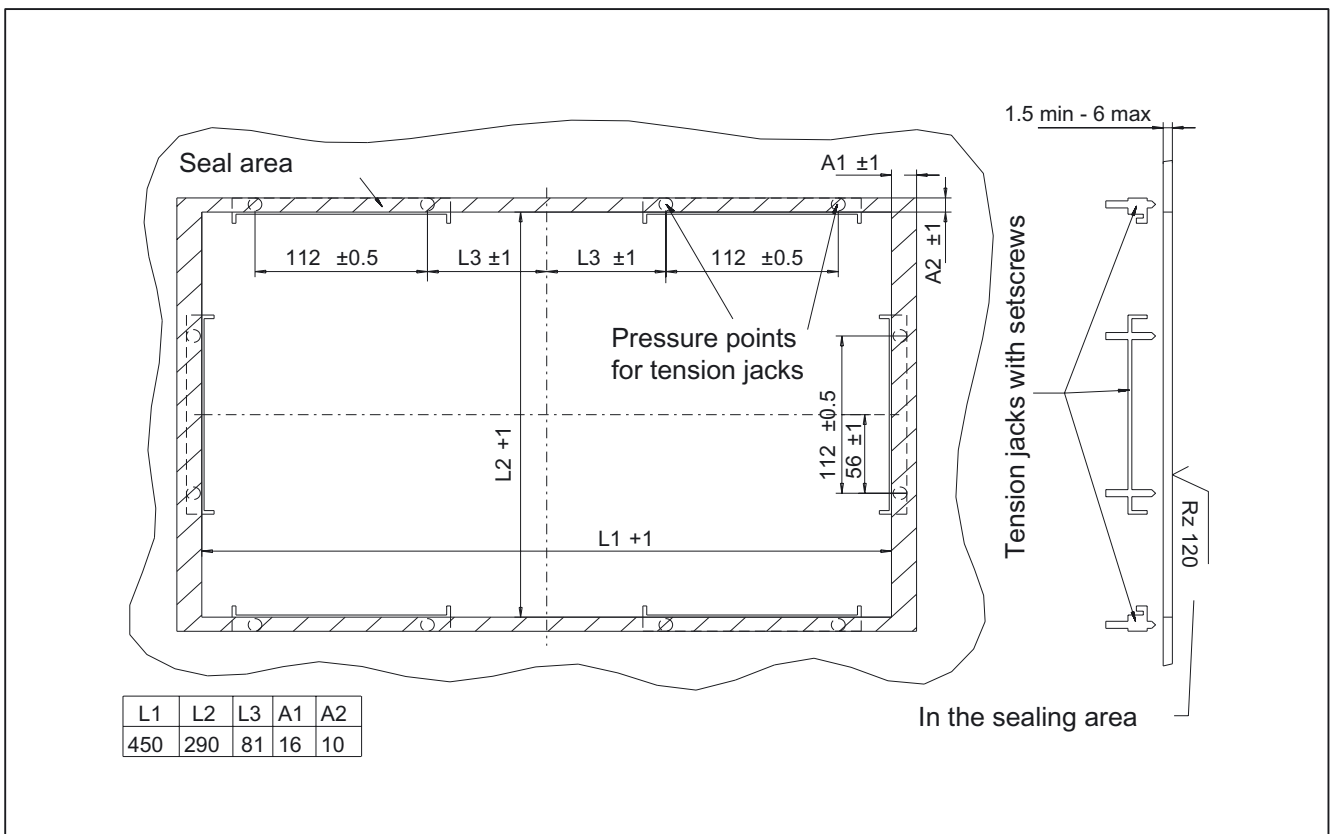 1.5 min - 6 max
Seal area
A1 ±1
A2 ±1
112 ±0.5
L3 ±1
L3 ±1
112 ±0.5
Pressure points
for tension jacks
112 ±0.5
56 ±1
L2 +1
L1 +1
Tension jacks with setscrews
Rz 120
In the sealing area
L1 L2 L3 A1 A2
450 290 81 16 10